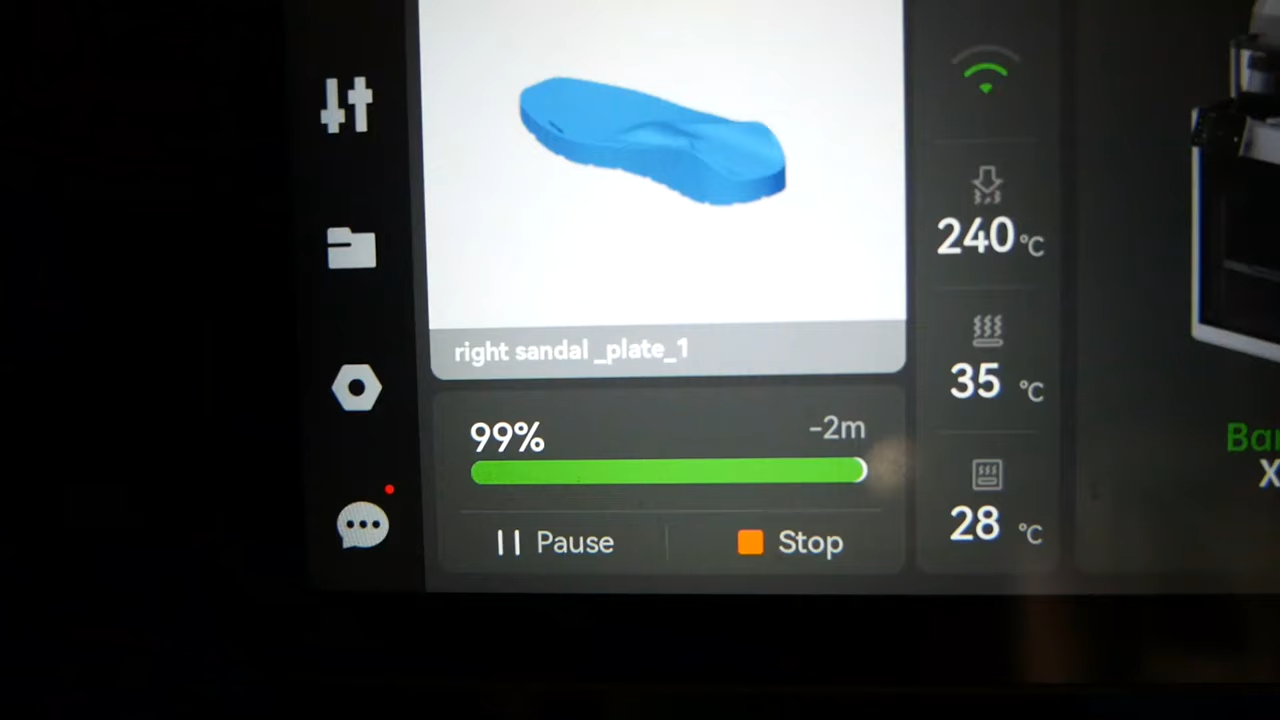 240 °C
right sandal _plate_1
35 °C
99% -2m
Pause Stop
28 °C